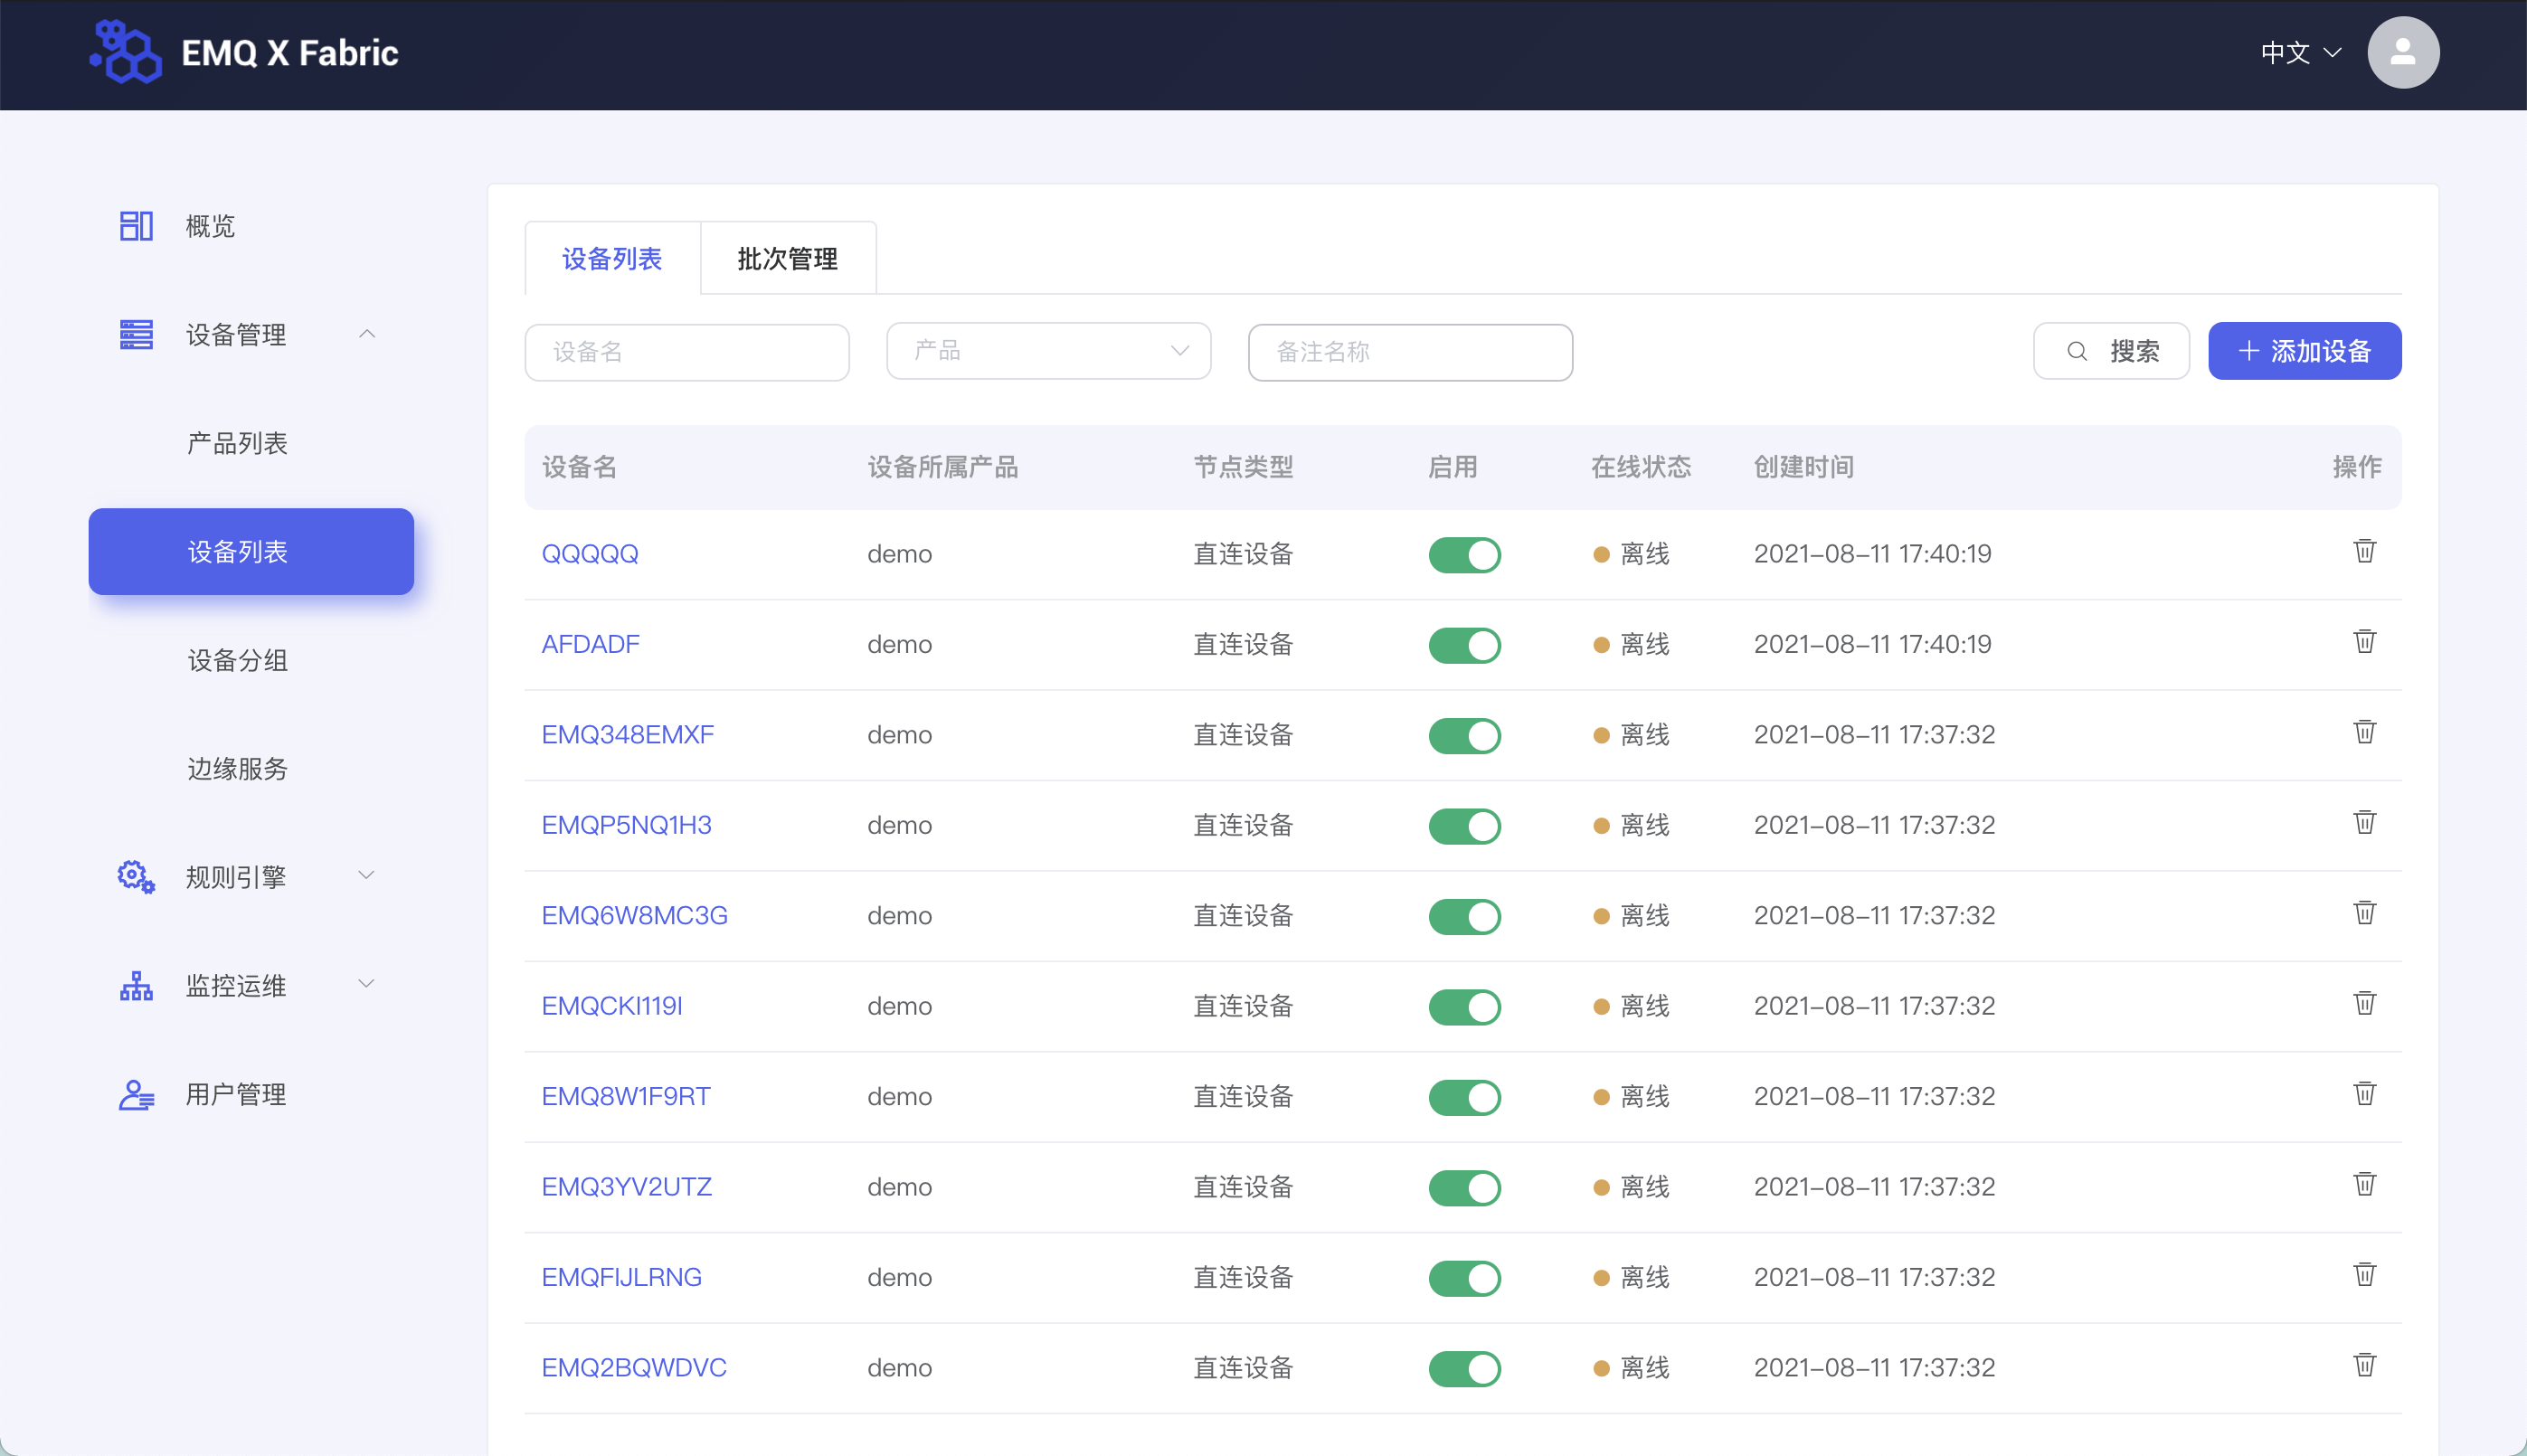 EMQ X Fabric
中文
概览
设备管理
产品列表
设备列表
设备分组
边缘服务
规则引擎
监控运维
用户管理
设备列表 批次管理
设备名 产品 备注名称 搜索 添加设备
设备名 设备所属产品 节点类型 启用 在线状态 创建时间 操作
QQQQQ demo 直连设备 离线 2021-08-11 17:40:19
AFDADF demo 直连设备 离线 2021-08-11 17:40:19
EMQ348EMXF demo 直连设备 离线 2021-08-11 17:37:32
EMQP5NQ1H3 demo 直连设备 离线 2021-08-11 17:37:32
EMQ6W8MC3G demo 直连设备 离线 2021-08-11 17:37:32
EMQCKI119I demo 直连设备 离线 2021-08-11 17:37:32
EMQ8W1F9RT demo 直连设备 离线 2021-08-11 17:37:32
EMQ3YV2UTZ demo 直连设备 离线 2021-08-11 17:37:32
EMQFIJLRNG demo 直连设备 离线 2021-08-11 17:37:32
EMQ2BQWDVC demo 直连设备 离线 2021-08-11 17:37:32